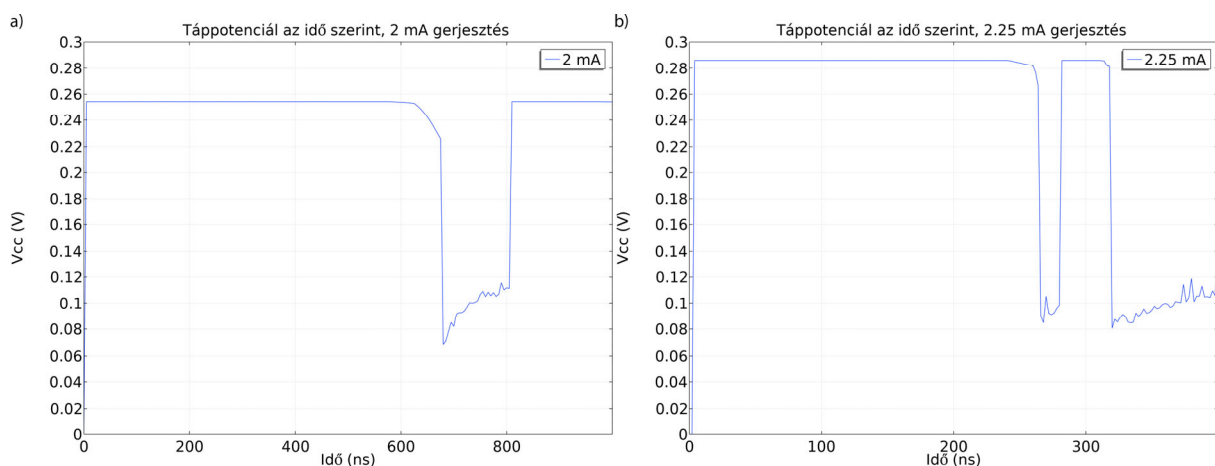 a)
Táppotenciál az idő szerint, 2 mA gerjesztés
2 mA
Vcc (V)
0.3
0.28
0.26
0.24
0.22
0.2
0.18
0.16
0.14
0.12
0.1
0.08
0.06
0.04
0.02
0
0 200 400 600 800
Idő (ns)
b)
Táppotenciál az idő szerint, 2.25 mA gerjesztés
2.25 mA
Vcc (V)
0.3
0.28
0.26
0.24
0.22
0.2
0.18
0.16
0.14
0.12
0.1
0.08
0.06
0.04
0.02
0
0 100 200 300
Idő (ns)